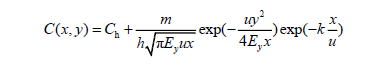 C(x, y) = C_h + \frac{m}{h\sqrt{\pi E_y ux}} exp(-\frac{uy^2}{4E_y x}) exp(-k\frac{x}{u})